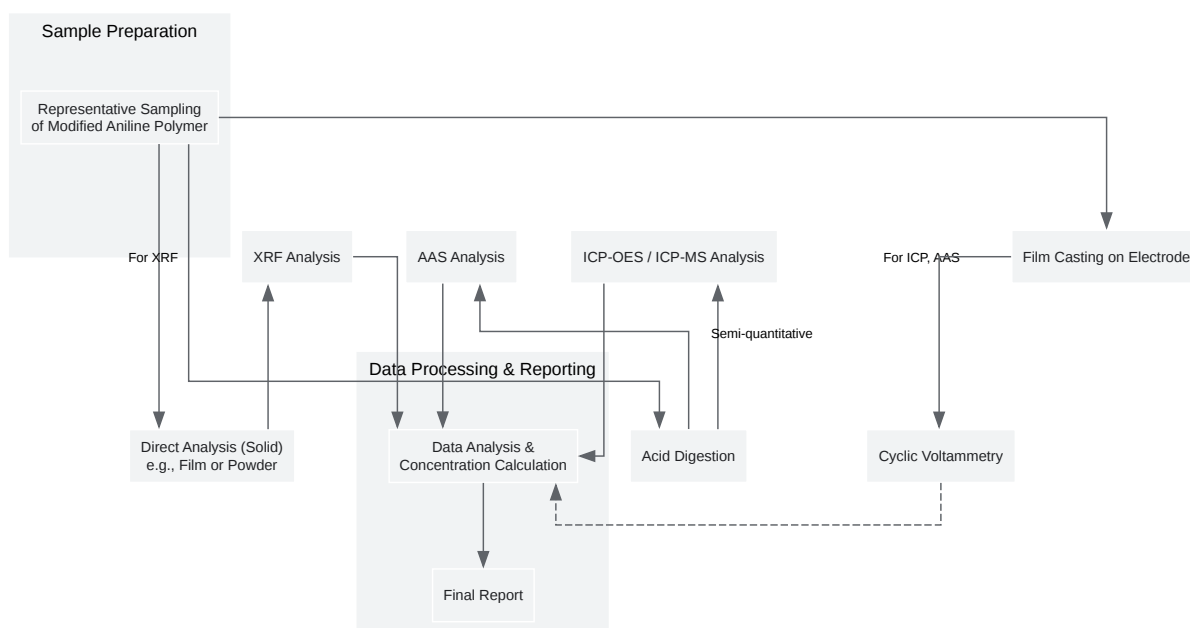 Sample Preparation
Representative Sampling
of Modified Aniline Polymer
For XRF
XRF Analysis
AAS Analysis
ICP-OES / ICP-MS Analysis
For ICP, AAS
Film Casting on Electrode
Semi-quantitative
Data Processing & Reporting
Direct Analysis (Solid)
e.g., Film or Powder
Data Analysis &
Concentration Calculation
Acid Digestion
Cyclic Voltammetry
Final Report